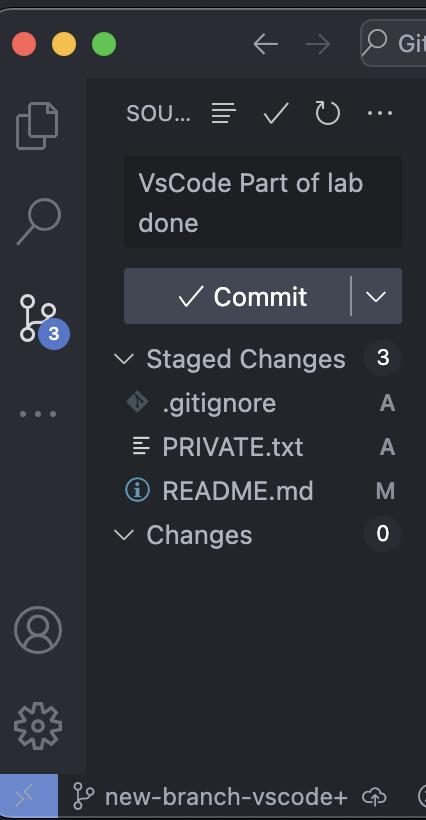 Git
SOU...
VsCode Part of lab
done
Commit
Staged Changes 3
.gitignore A
PRIVATE.txt A
README.md M
Changes 0
3
new-branch-vscode+